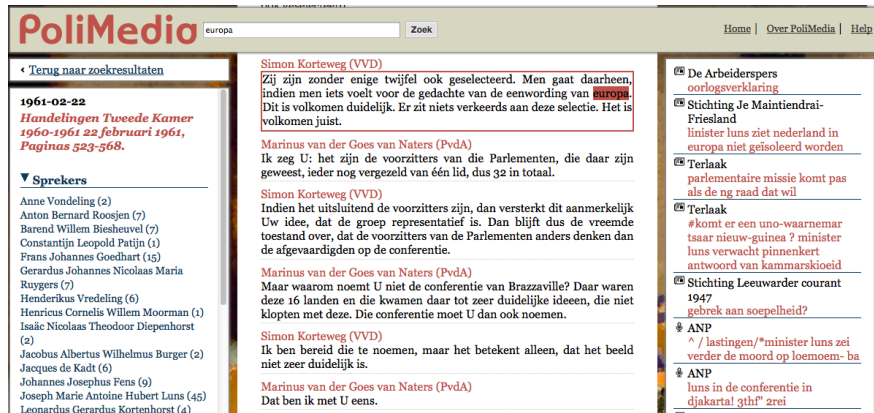 PoliMedia
europa
Zoek
Home | Over PoliMedia | Help
‹ Terug naar zoekresultaten
1961-02-22
Handelingen Tweede Kamer
1960-1961 22 februari 1961,
Paginas 523-568.
▼ Sprekers
Anne Vondeling (2)
Anton Bernard Roosjen (7)
Barend Willem Biesheuvel (7)
Constantijn Leopold Patijn (1)
Frans Johannes Goedhart (15)
Gerardus Johannes Nicolaas Maria
Ruygers (7)
Henderikus Vredeling (6)
Henricus Cornelis Willem Moorman (1)
Isaäc Nicolaas Theodoor Diepenhorst
(2)
Jacobus Albertus Wilhelmus Burger (2)
Jacques de Kadt (6)
Johannes Josephus Fens (9)
Joseph Marie Antoine Hubert Luns (45)
Leonardus Gerardus Kortenhorst (4)
Simon Korteweg (VVD)
Zij zijn zonder enige twijfel ook geselecteerd. Men gaat daarheen,
indien men iets voelt voor de gedachte van de eenwording van europa.
Dit is volkomen duidelijk. Er zit niets verkeerds aan deze selectie. Het is
volkomen juist.
Marinus van der Goes van Naters (PvdA)
Ik zeg U: het zijn de voorzitters van die Parlementen, die daar zijn
geweest, ieder nog vergezeld van één lid, dus 32 in totaal.
Simon Korteweg (VVD)
Indien het uitsluitend de voorzitters zijn, dan versterkt dit aanmerkelijk
Uw idee, dat de groep representatief is. Dan blijft dus de vreemde
toestand over, dat de voorzitters van de Parlementen anders denken dan
de afgevaardigden op de conferentie.
Marinus van der Goes van Naters (PvdA)
Maar waarom noemt U niet de conferentie van Brazzaville? Daar waren
deze 16 landen en die kwamen daar tot zeer duidelijke ideeen, die niet
klopten met deze. Die conferentie moet U dan ook noemen.
Simon Korteweg (VVD)
Ik ben bereid die te noemen, maar het betekent alleen, dat het beeld
niet zeer duidelijk is.
Marinus van der Goes van Naters (PvdA)
Dat ben ik met U eens.
De Arbeiderspers
oorlogsverklaring
Stichting Je Maintiendrai-
Friesland
linister luns ziet nederland in
europa niet geïsoleerd worden
Terlaak
parlementaire missie komt pas
als de ng raad dat wil
Terlaak
#komt er een uno-waarnemar
tsaar nieuw-guinea ? minister
luns verwacht pinnenkert
antwoord van kammarskioeid
Stichting Leeuwarder courant
1947
gebrek aan soepelheid?
ANP
^ / lastingen/*minister luns zei
verder de moord op loemoem- ba
ANP
luns in de conferentie in
djakarta! 3thf" 2rei